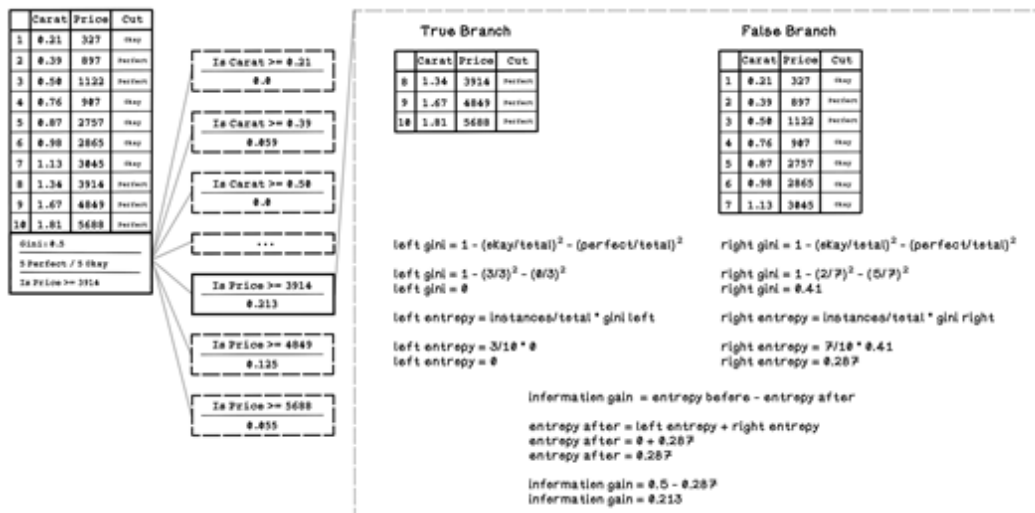 Carat Price Cut
1 0.21 327 Okay
2 0.39 897 Perfect
3 0.50 1122 Perfect
4 0.76 907 Okay
5 0.87 2757 Okay
6 0.98 2865 Okay
7 1.13 3045 Okay
8 1.34 3914 Perfect
9 1.67 4849 Perfect
10 1.81 5688 Perfect
Gini: 0.5
5 Perfect / 5 Okay
Is Price >= 3914
Is Carat >= 0.21
0.0
Is Carat >= 0.39
0.059
Is Carat >= 0.50
0.0
...
Is Price >= 3914
0.213
Is Price >= 4849
0.125
Is Price >= 5688
0.055
True Branch
Carat Price Cut
8 1.34 3914 Perfect
9 1.67 4849 Perfect
10 1.81 5688 Perfect
left gini = 1 - (okay/total)² - (perfect/total)²
left gini = 1 - (3/3)² - (0/3)²
left gini = 0
left entropy = instances/total * gini left
left entropy = 3/10 * 0
left entropy = 0
False Branch
Carat Price Cut
1 0.21 327 Okay
2 0.39 897 Perfect
3 0.50 1122 Perfect
4 0.76 907 Okay
5 0.87 2757 Okay
6 0.98 2865 Okay
7 1.13 3045 Okay
right gini = 1 - (okay/total)² - (perfect/total)²
right gini = 1 - (2/7)² - (5/7)²
right gini = 0.41
right entropy = instances/total * gini right
right entropy = 7/10 * 0.41
right entropy = 0.287
information gain = entropy before - entropy after
entropy after = left entropy + right entropy
entropy after = 0 + 0.287
entropy after = 0.287
information gain = 0.5 - 0.287
information gain = 0.213